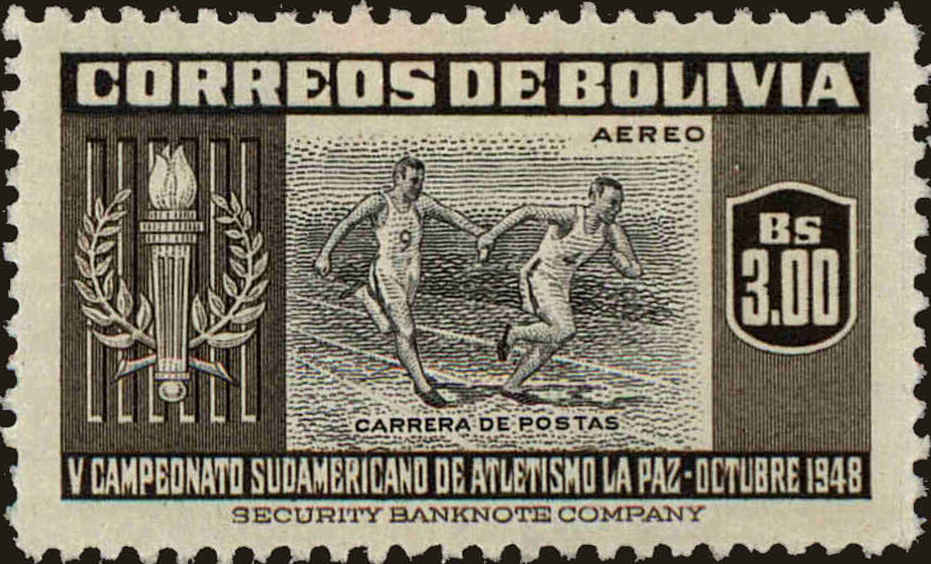 CORREOS DE BOLIVIA
AEREO
Bs
3.00
9
CARRERA DE POSTAS
V CAMPEONATO SUDAMERICANO DE ATLETISMO LA PAZ-OCTUBRE 1948
SECURITY BANKNOTE COMPANY